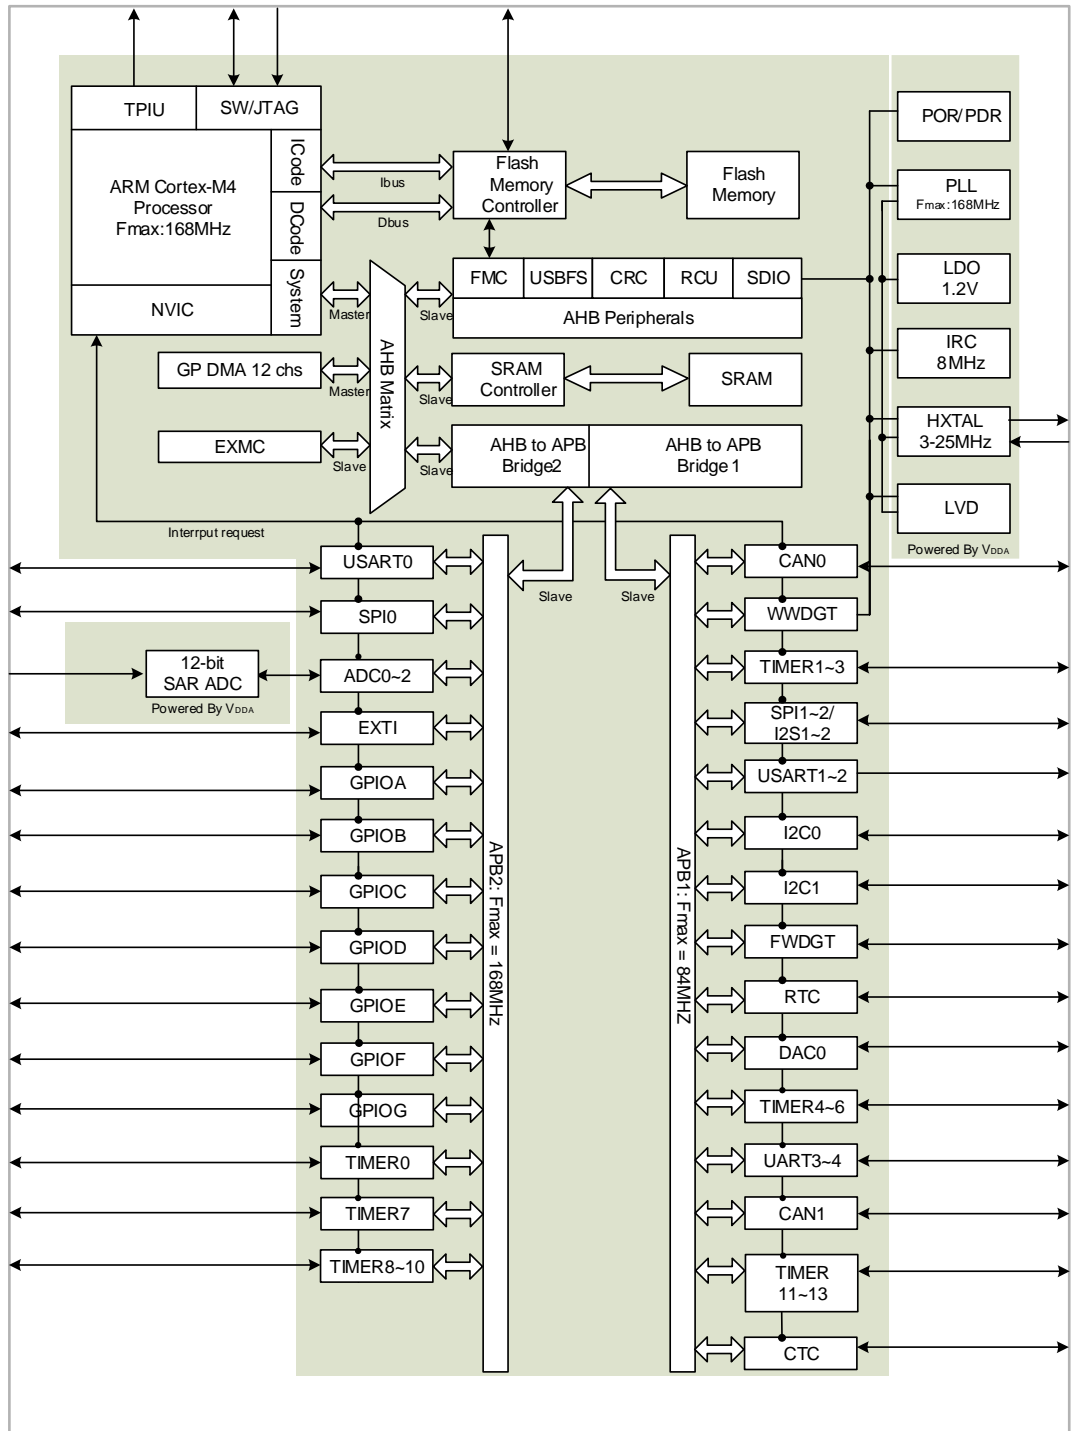 TPIU
SW/JTAG
POR/PDR
ICode
Flash
Memory
Controller
Flash
Memory
PLL
Fmax:168MHz
ARM Cortex-M4
Processor
Fmax:168MHz
Ibus
DCode
Dbus
System
NVIC
FMC
USBFS
CRC
RCU
SDIO
LDO
1.2V
Master
Slave
AHB Peripherals
IRC
8MHz
GP DMA 12 chs
Master
AHB Matrix
Slave
SRAM
Controller
SRAM
HXTAL
3-25MHz
EXMC
Slave
Slave
AHB to APB
Bridge2
AHB to APB
Bridge 1
LVD
Powered By VDDA
Interrput request
USART0
Slave
Slave
CAN0
SPI0
WWDGT
12-bit
SAR ADC
Powered By VDDA
ADC0~2
TIMER1~3
EXTI
SPI1~2/
I2S1~2
GPIOA
USART1~2
GPIOB
I2C0
APB2: Fmax = 168MHz
APB1: Fmax = 84MHZ
GPIOC
I2C1
GPIOD
FWDGT
GPIOE
RTC
GPIOF
DAC0
GPIOG
TIMER4~6
TIMER0
UART3~4
TIMER7
CAN1
TIMER8~10
TIMER
11~13
CTC